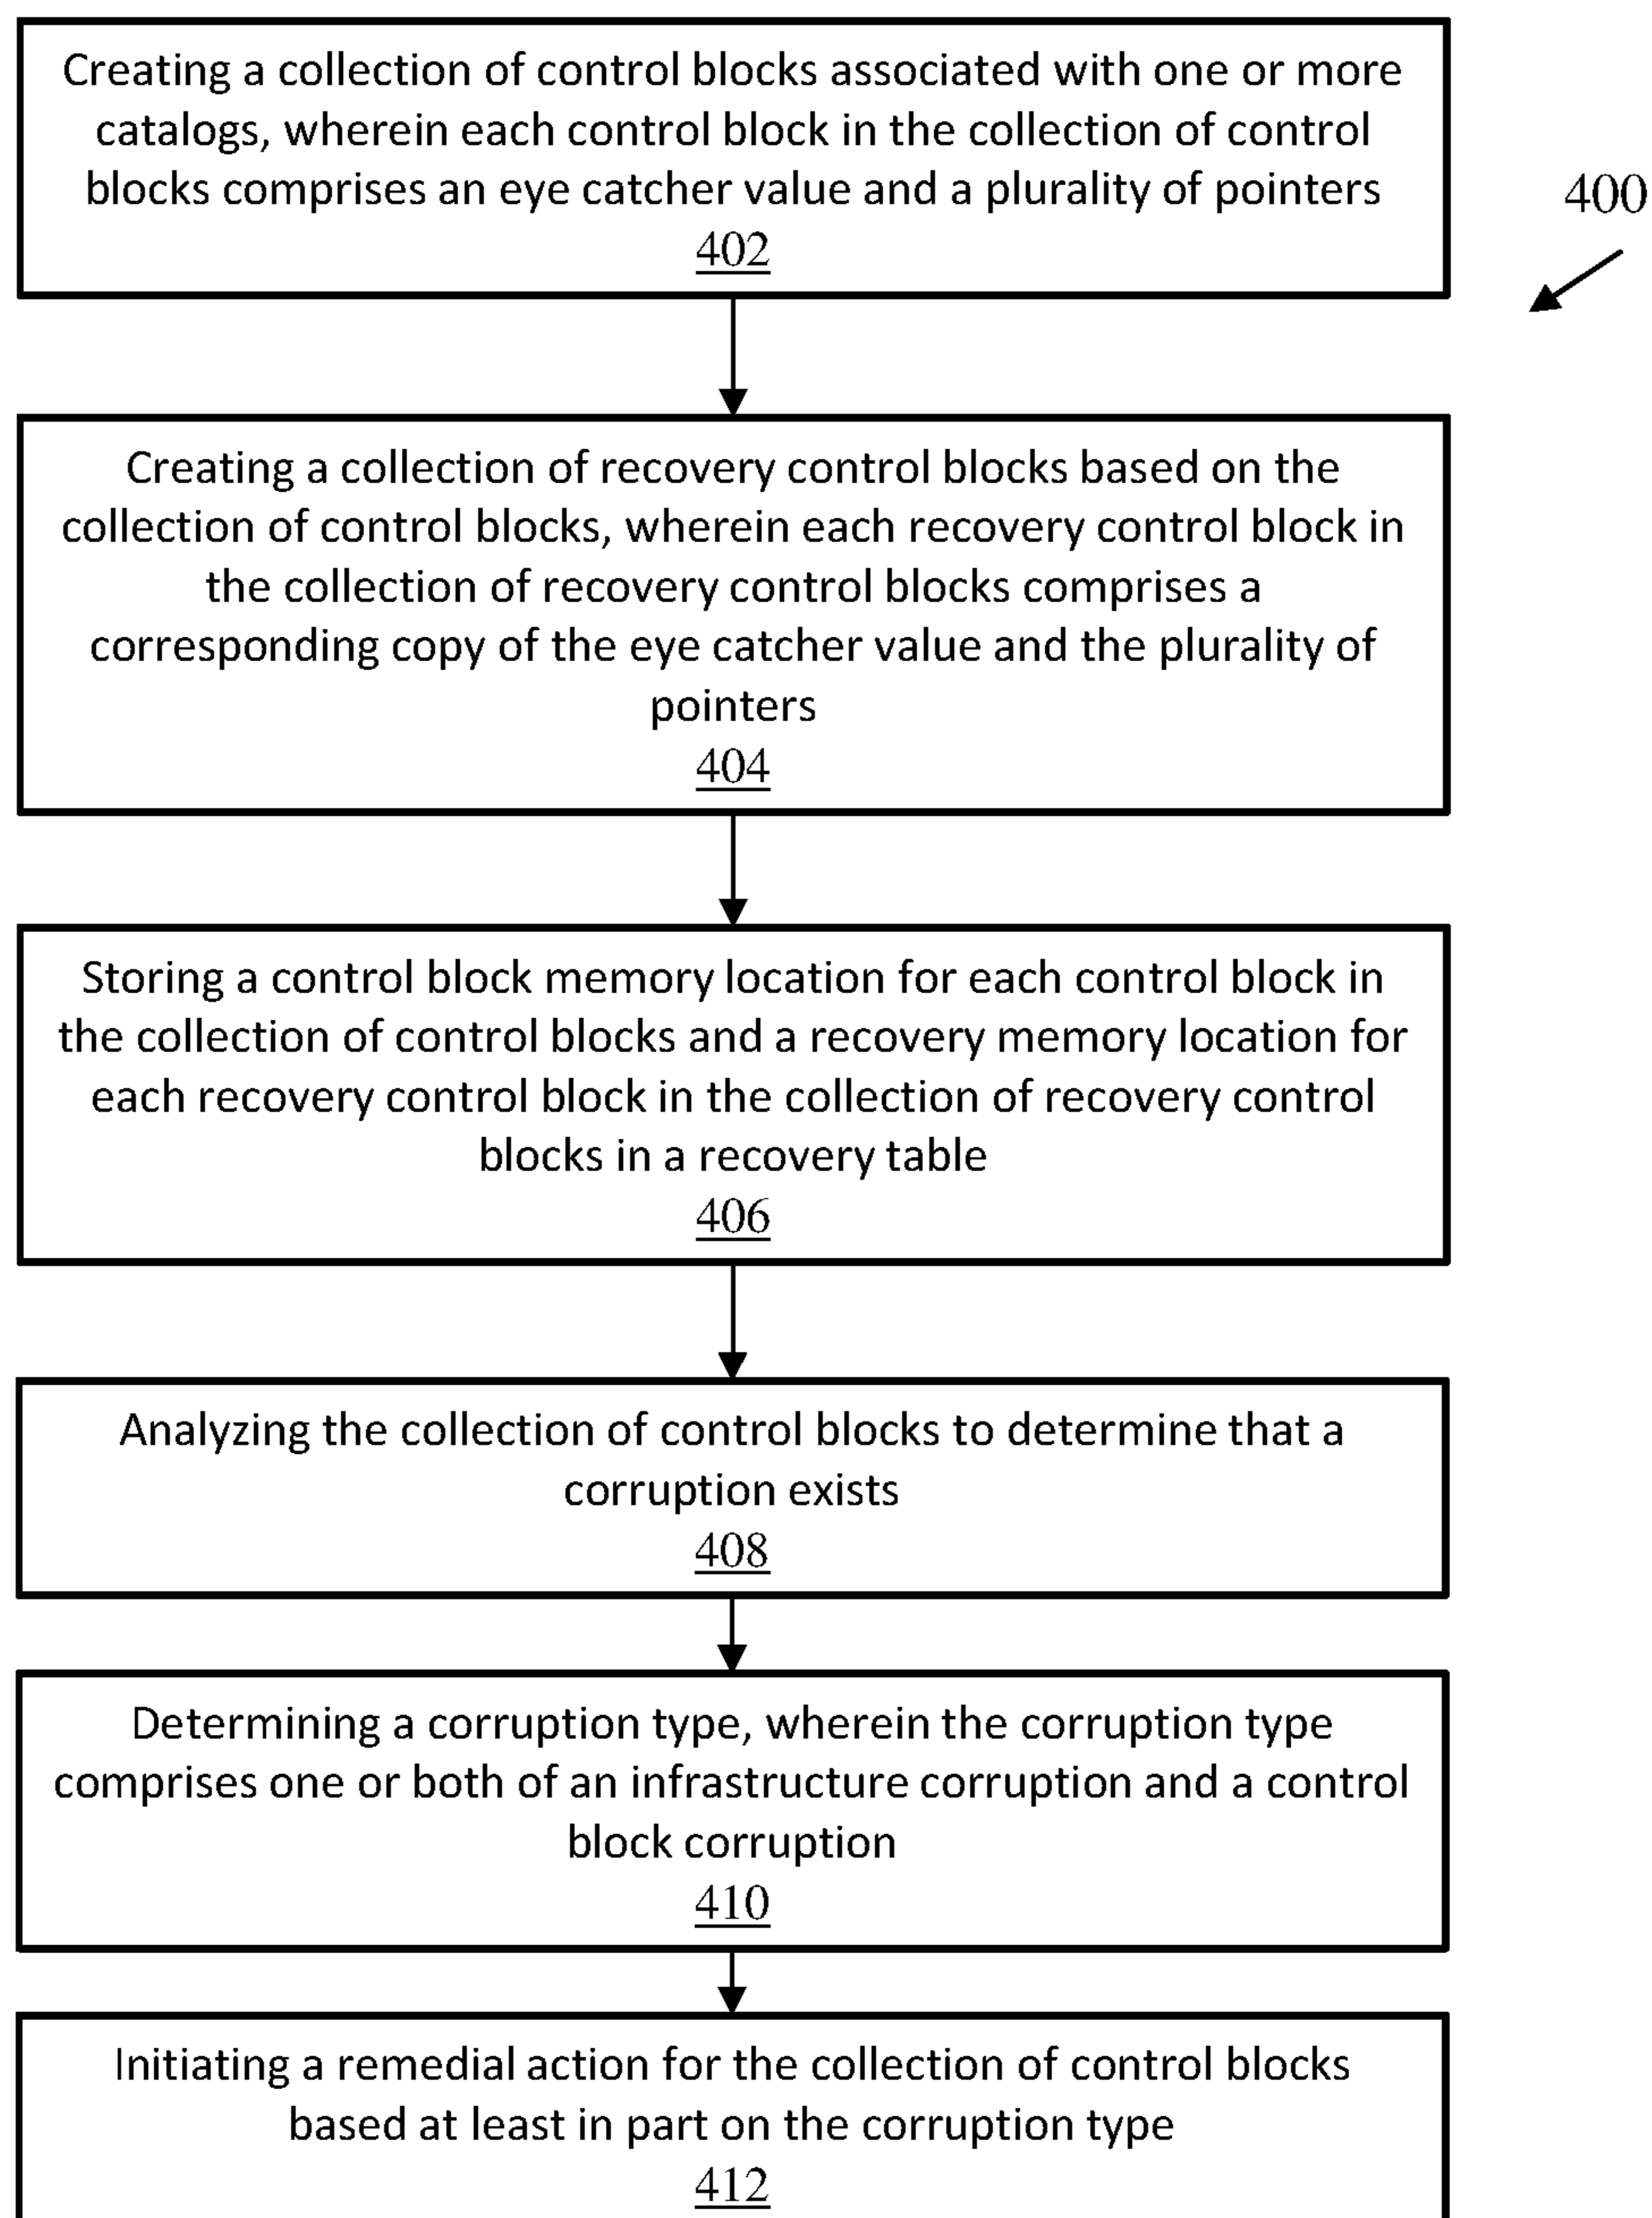 Creating a collection of control blocks associated with one or more
catalogs, wherein each control block in the collection of control
blocks comprises an eye catcher value and a plurality of pointers
402
400
Creating a collection of recovery control blocks based on the
collection of control blocks, wherein each recovery control block in
the collection of recovery control blocks comprises a
corresponding copy of the eye catcher value and the plurality of
pointers
404
Storing a control block memory location for each control block in
the collection of control blocks and a recovery memory location for
each recovery control block in the collection of recovery control
blocks in a recovery table
406
Analyzing the collection of control blocks to determine that a
corruption exists
408
Determining a corruption type, wherein the corruption type
comprises one or both of an infrastructure corruption and a control
block corruption
410
Initiating a remedial action for the collection of control blocks
based at least in part on the corruption type
412